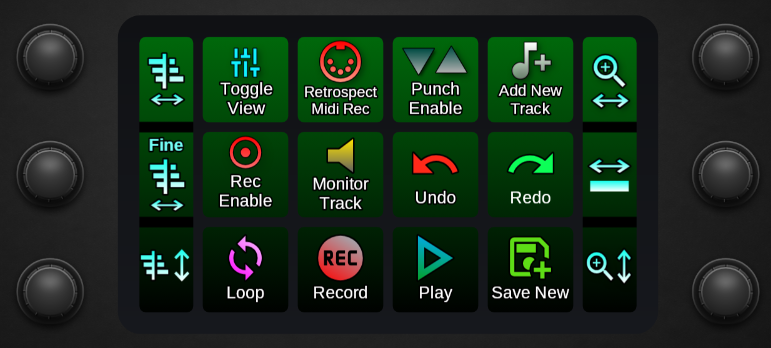 Toggle
View
Retrospect
Midi Rec
Punch
Enable
Add New
Track
Fine
Rec
Enable
Monitor
Track
Undo
Redo
Loop
REC
Record
Play
Save New